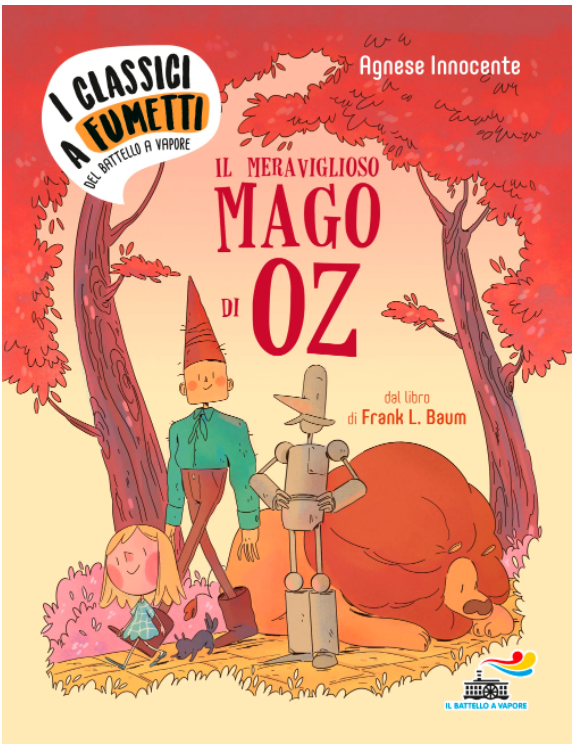 I CLASSICI
A FUMETTI
DEL BATTELLO A VAPORE
Agnese Innocente
IL MERAVIGLIOSO
MAGO
DI OZ
dal libro
di Frank L. Baum
IL BATTELLO A VAPORE